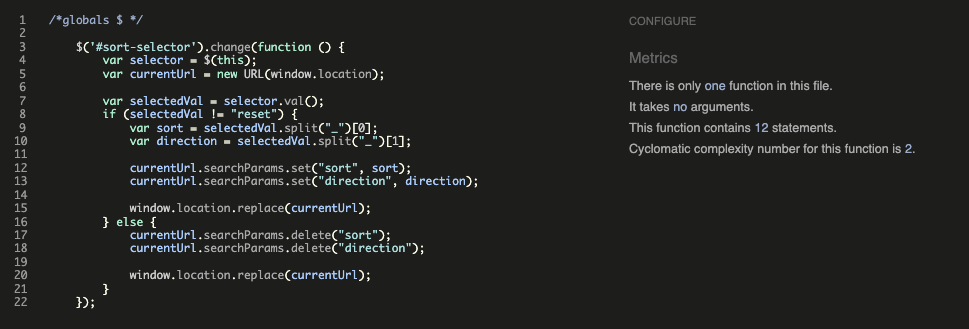 1 /*globals $ */
2
3 $('#sort-selector').change(function () {
4 var selector = $(this);
5 var currentUrl = new URL(window.location);
6
7 var selectedVal = selector.val();
8 if (selectedVal != "reset") {
9 var sort = selectedVal.split("_")[0];
10 var direction = selectedVal.split("_")[1];
11
12 currentUrl.searchParams.set("sort", sort);
13 currentUrl.searchParams.set("direction", direction);
14
15 window.location.replace(currentUrl);
16 } else {
17 currentUrl.searchParams.delete("sort");
18 currentUrl.searchParams.delete("direction");
19
20 window.location.replace(currentUrl);
21 }
22 });
CONFIGURE
Metrics
There is only one function in this file.
It takes no arguments.
This function contains 12 statements.
Cyclomatic complexity number for this function is 2.